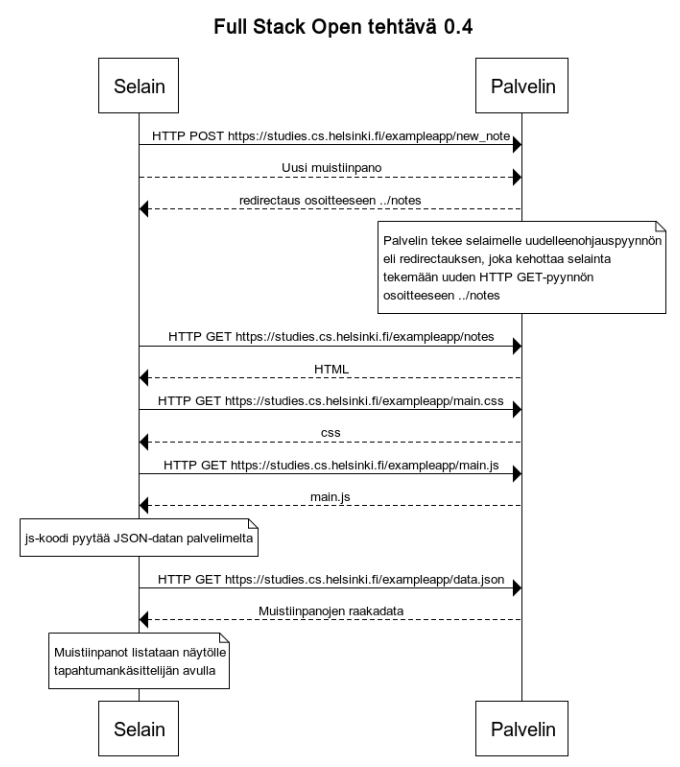 Full Stack Open tehtävä 0.4
Selain
Palvelin
HTTP POST https://studies.cs.helsinki.fi/exampleapp/new_note
Uusi muistiinpano
redirectaus osoitteeseen ../notes
Palvelin tekee selaimelle uudelleenohjauspyynnön
eli redirectauksen, joka kehottaa selainta
tekemään uuden HTTP GET-pyynnön
osoitteeseen ../notes
HTTP GET https://studies.cs.helsinki.fi/exampleapp/notes
HTML
HTTP GET https://studies.cs.helsinki.fi/exampleapp/main.css
css
HTTP GET https://studies.cs.helsinki.fi/exampleapp/main.js
main.js
js-koodi pyytää JSON-datan palvelimelta
HTTP GET https://studies.cs.helsinki.fi/exampleapp/data.json
Muistiinpanojen raakadata
Muistiinpanot listataan näytölle
tapahtumankäsittelijän avulla
Selain
Palvelin